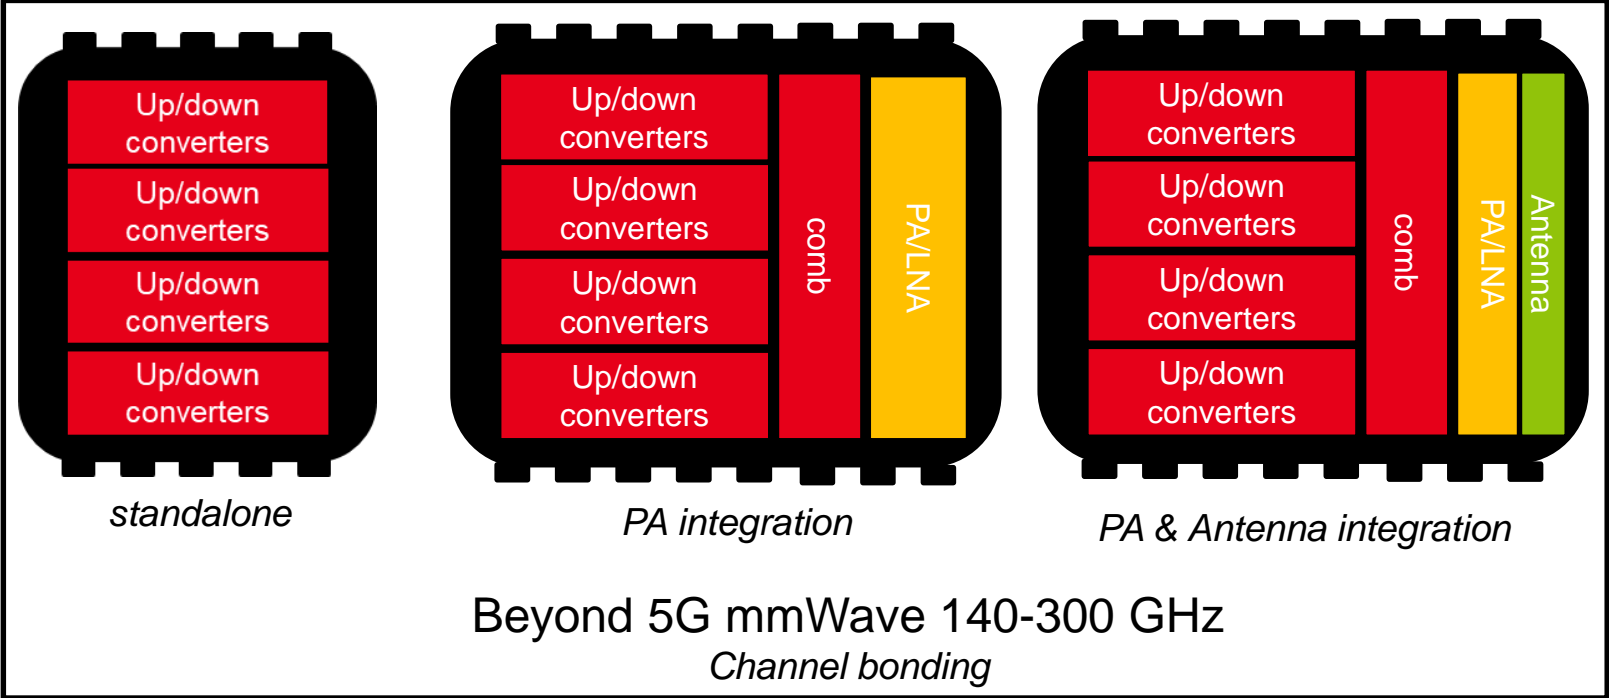 Up/down
converters
Up/down
converters
Up/down
converters
Up/down
converters
standalone
Up/down
converters
Up/down
converters
Up/down
converters
Up/down
converters
comb
PA/LNA
PA integration
Up/down
converters
Up/down
converters
Up/down
converters
Up/down
converters
comb
PA/LNA
Antenna
PA & Antenna integration
Beyond 5G mmWave 140-300 GHz
Channel bonding